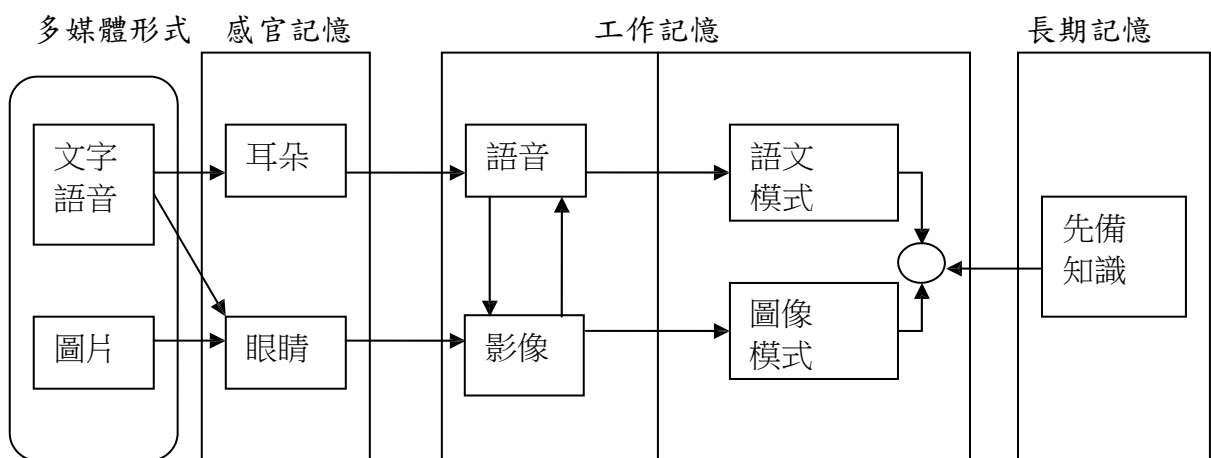 多媒體形式
感官記憶
工作記憶
長期記憶
文字
語音
耳朵
語音
語文
模式
先備
知識
圖片
眼睛
影像
圖像
模式